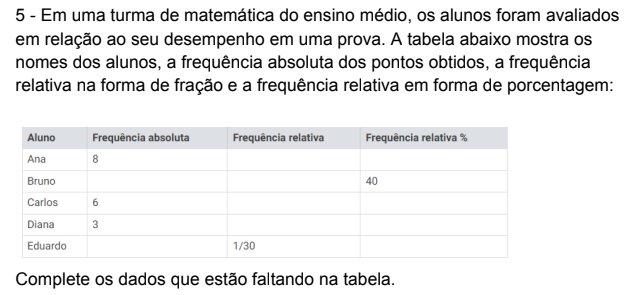 5 - Em uma turma de matemática do ensino médio, os alunos foram avaliados
em relação ao seu desempenho em uma prova. A tabela abaixo mostra os
nomes dos alunos, a frequência absoluta dos pontos obtidos, a frequência
relativa na forma de fração e a frequência relativa em forma de porcentagem:
Aluno Frequência absoluta Frequência relativa Frequência relativa %
Ana 8
Bruno 40
Carlos 6
Diana 3
Eduardo 1/30
Complete os dados que estão faltando na tabela.